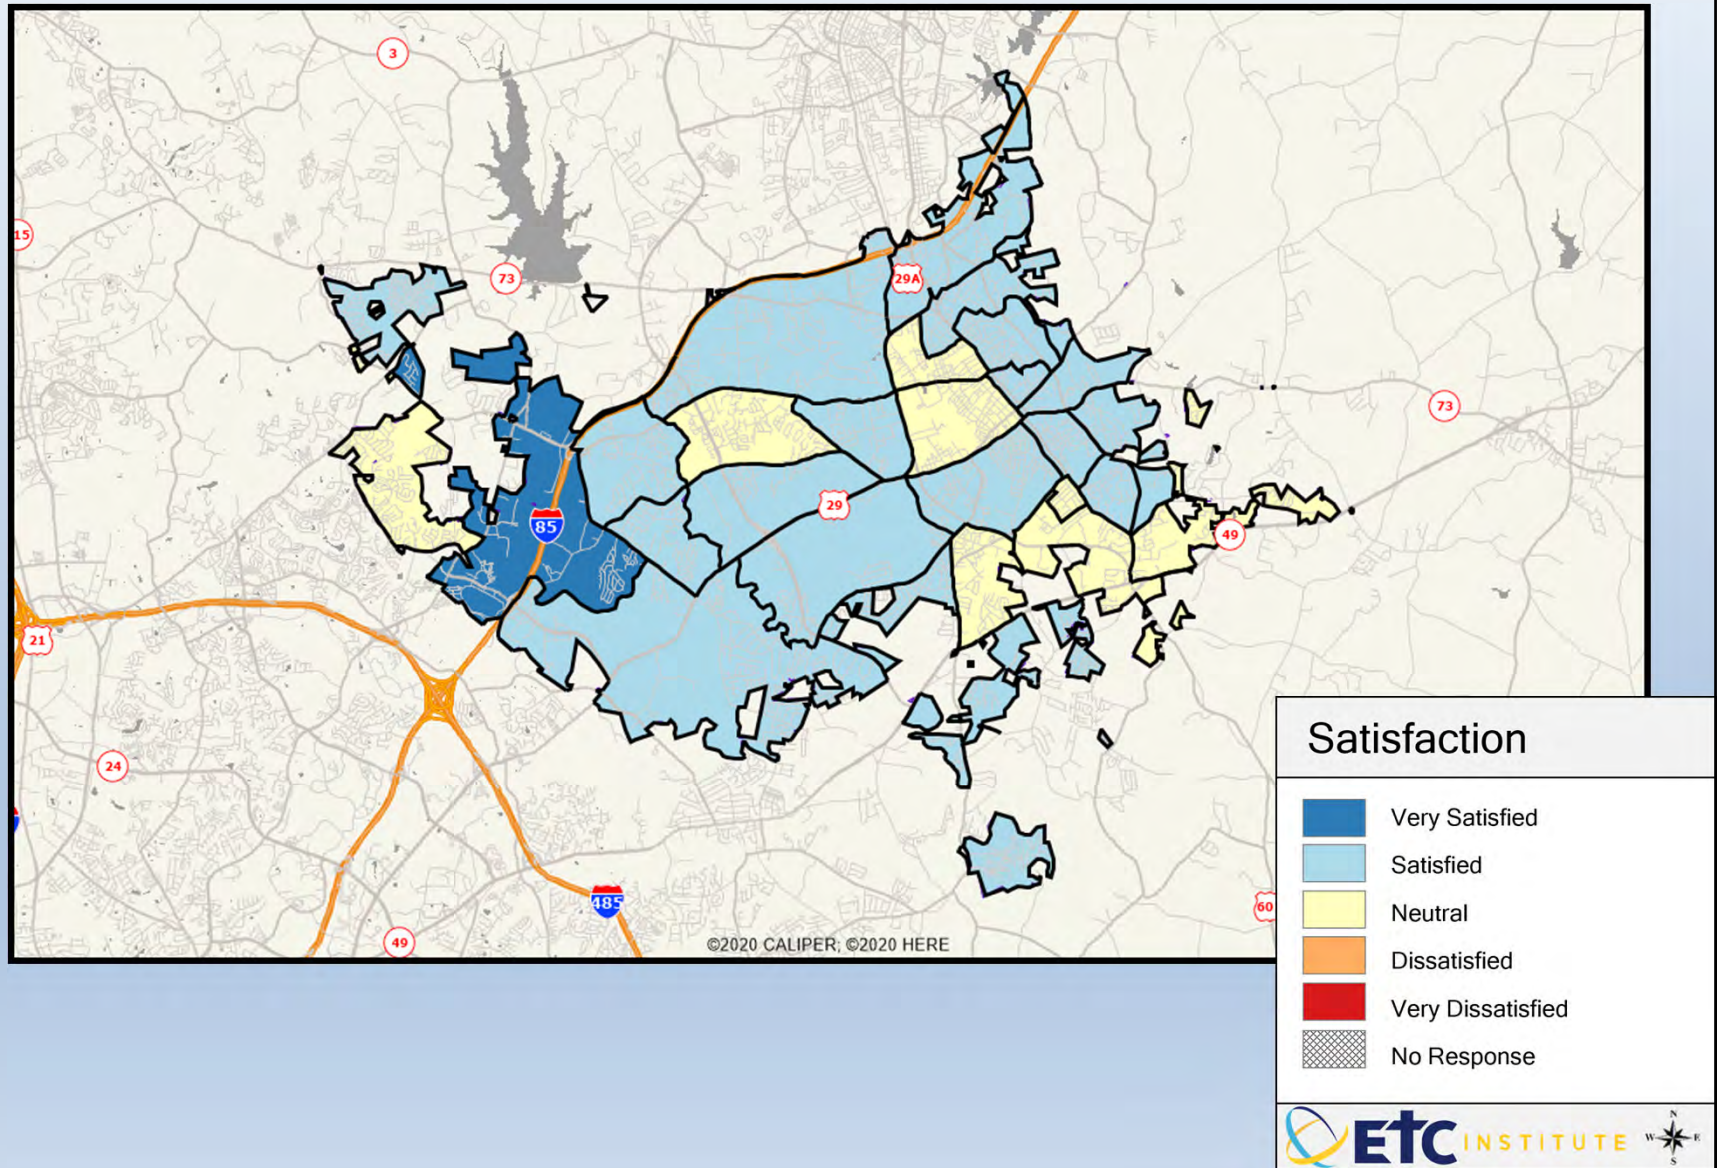 3
15
73
29A
73
29
85
49
21
24
485
60
49
©2020 CALIPER; ©2020 HERE
Satisfaction
Very Satisfied
Satisfied
Neutral
Dissatisfied
Very Dissatisfied
No Response
ETC INSTITUTE
N
W E
S